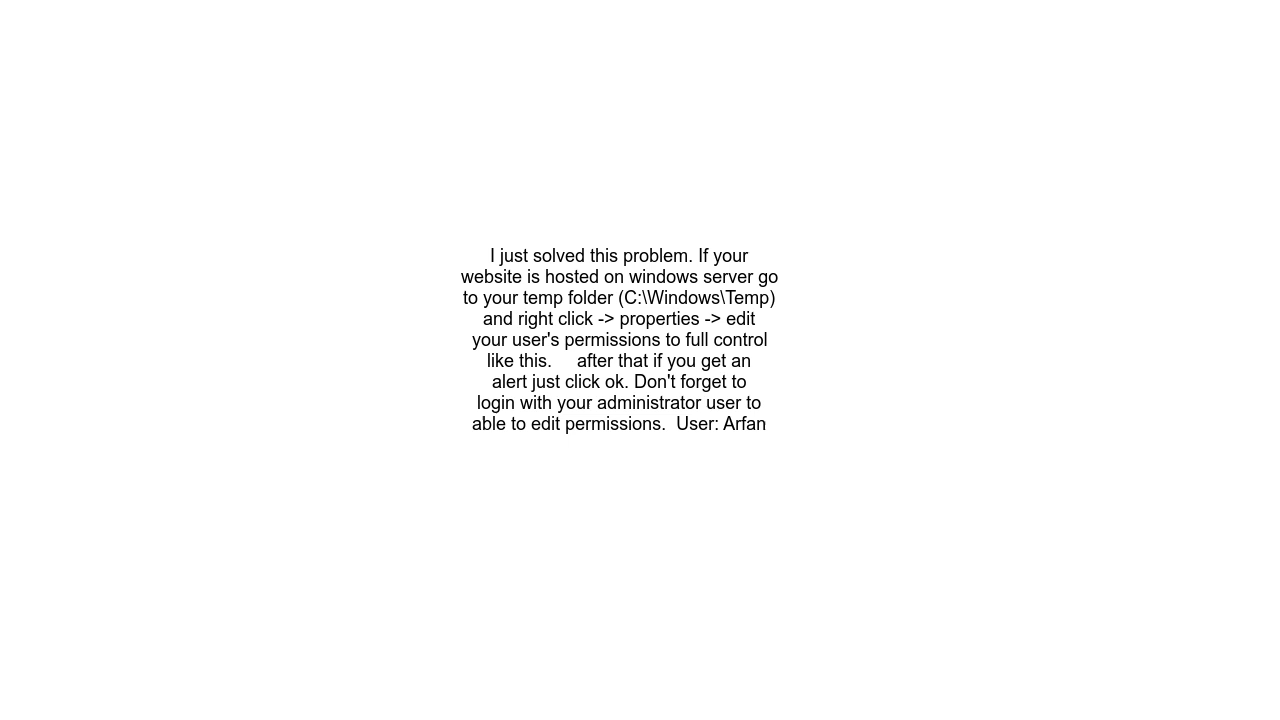 I just solved this problem. If your
website is hosted on windows server go
to your temp folder (C:\Windows\Temp)
and right click -> properties -> edit
your user's permissions to full control
like this.     after that if you get an
alert just click ok. Don't forget to
login with your administrator user to
able to edit permissions.  User: Arfan